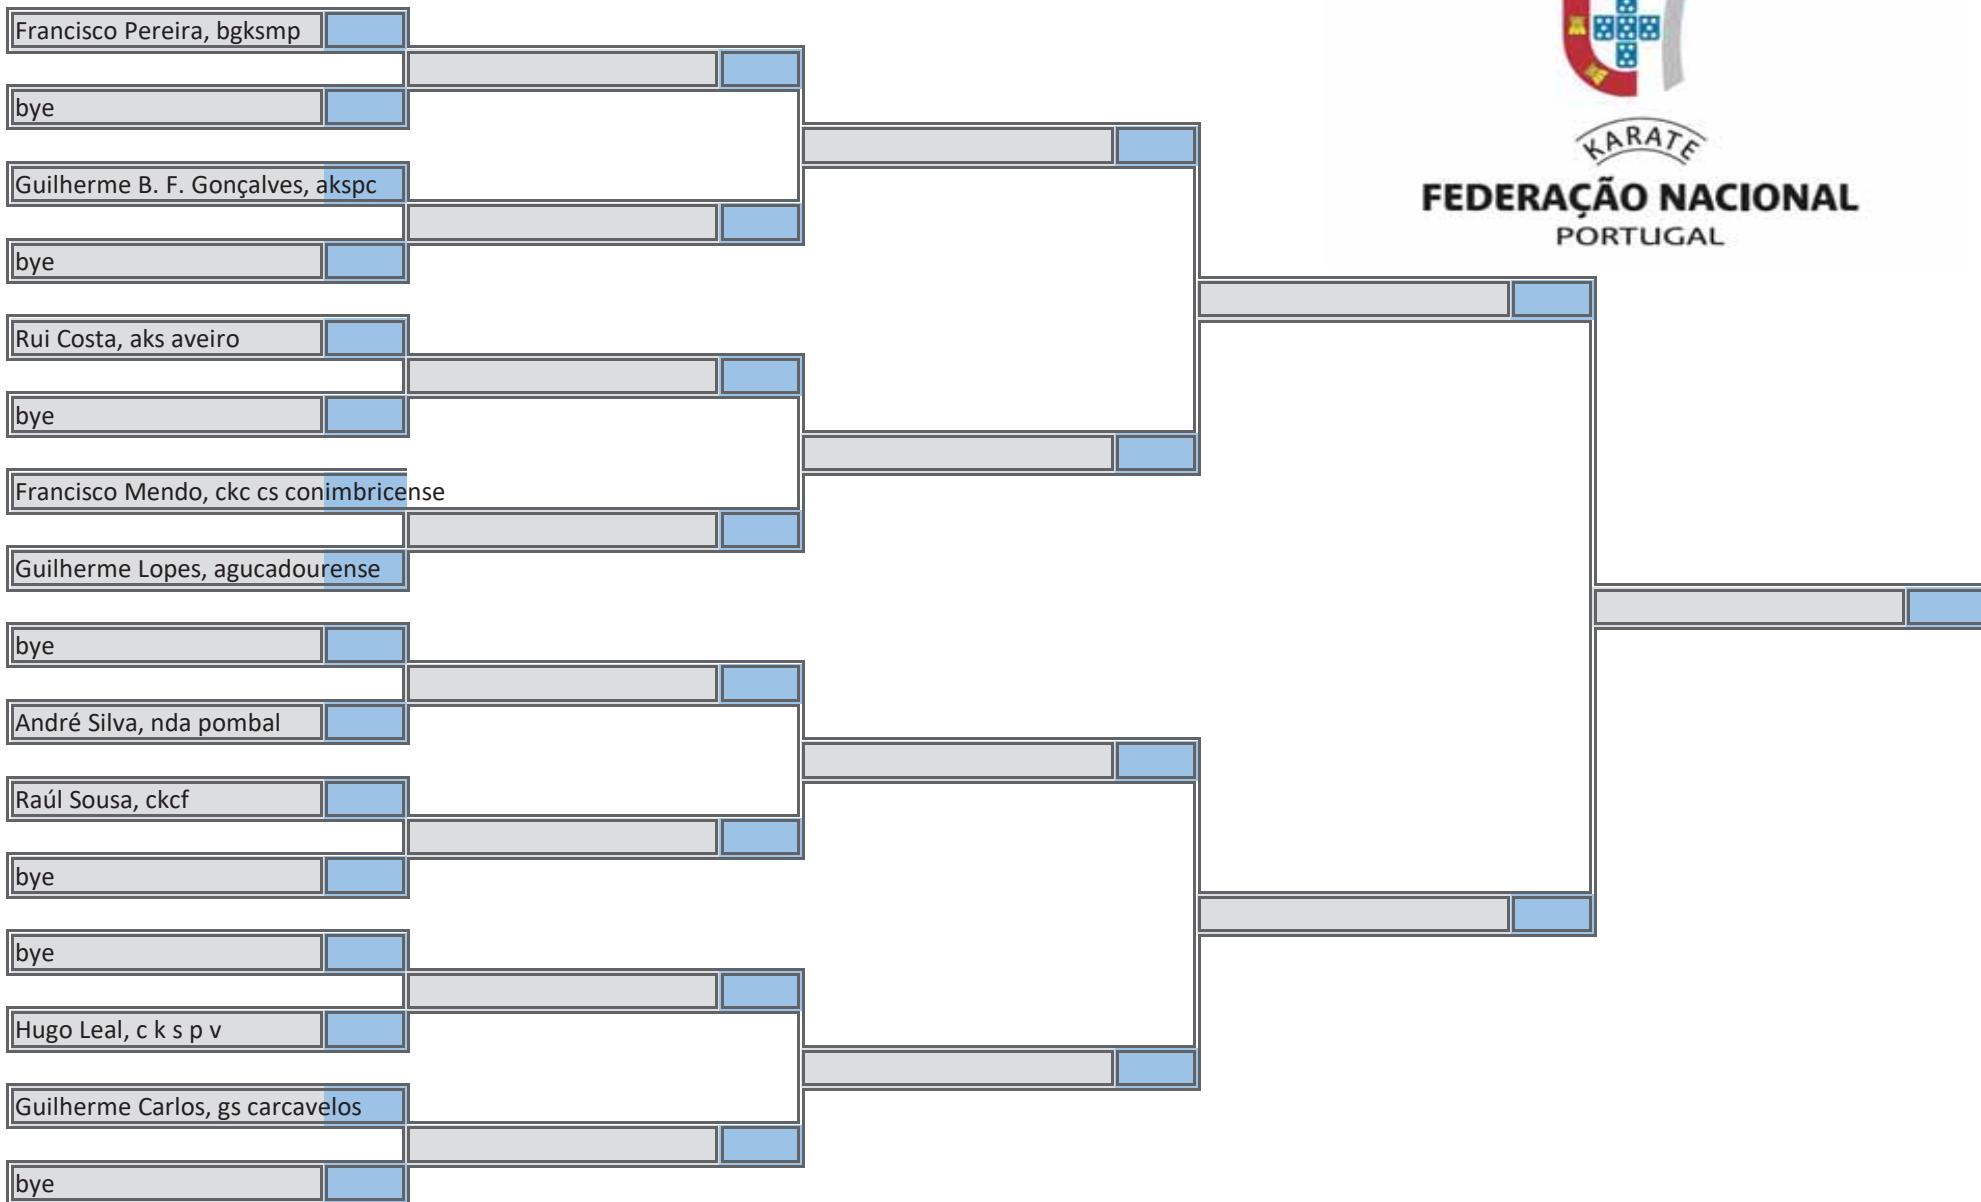 Francisco Pereira, bgksmp
bye
Guilherme B. F. Gonçalves, akspc
bye
Rui Costa, aks aveiro
bye
Francisco Mendo, ckc cs conimbricense
Guilherme Lopes, agucadourense
bye
André Silva, nda pombal
Raúl Sousa, ckcf
bye
bye
Hugo Leal, c k s p v
Guilherme Carlos, gs carcavelos
bye
KARATE
FEDERAÇÃO NACIONAL
PORTUGAL